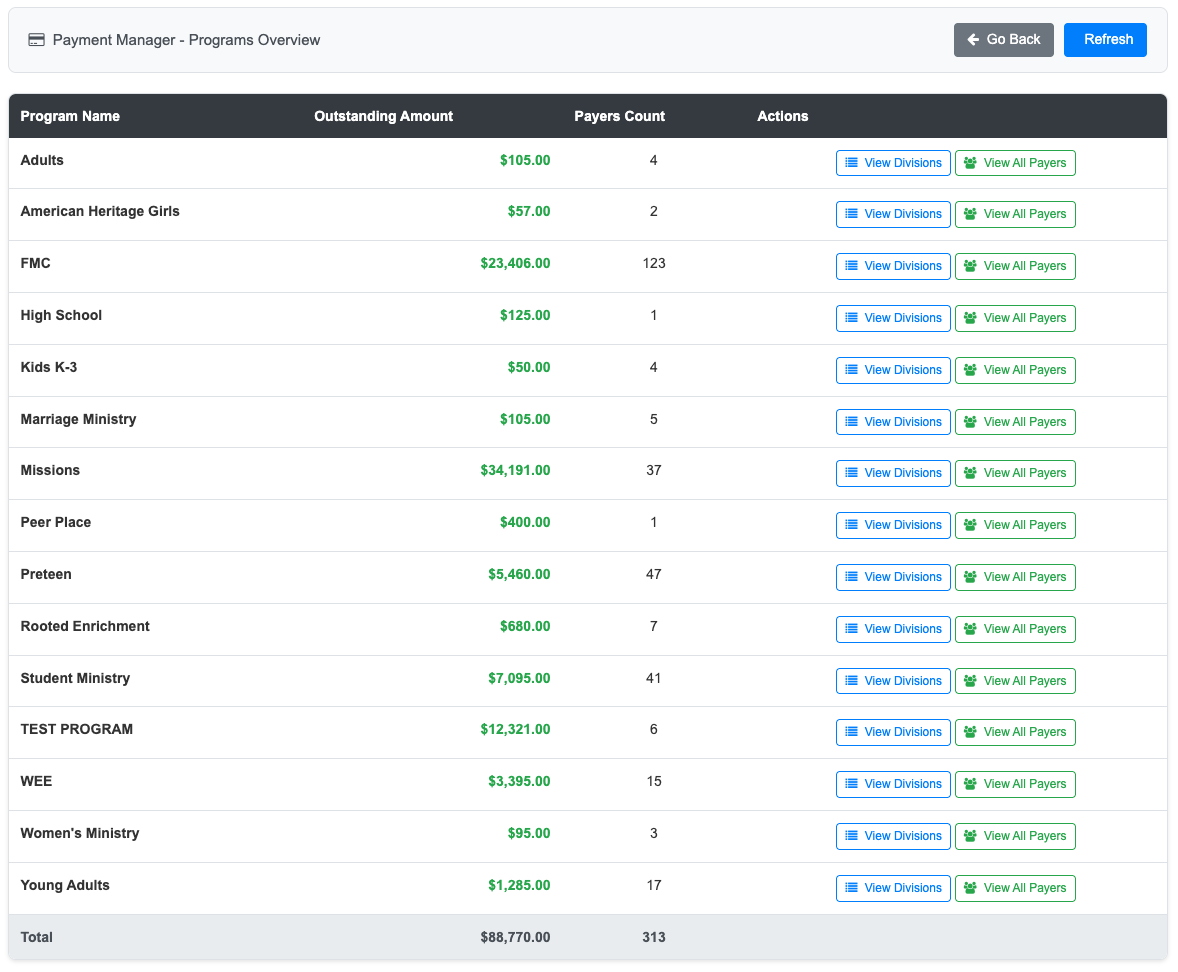 Payment Manager - Programs Overview Go Back Refresh
Program Name Outstanding Amount Payers Count Actions
Adults $105.00 4 View Divisions View All Payers
American Heritage Girls $57.00 2 View Divisions View All Payers
FMC $23,406.00 123 View Divisions View All Payers
High School $125.00 1 View Divisions View All Payers
Kids K-3 $50.00 4 View Divisions View All Payers
Marriage Ministry $105.00 5 View Divisions View All Payers
Missions $34,191.00 37 View Divisions View All Payers
Peer Place $400.00 1 View Divisions View All Payers
Preteen $5,460.00 47 View Divisions View All Payers
Rooted Enrichment $680.00 7 View Divisions View All Payers
Student Ministry $7,095.00 41 View Divisions View All Payers
TEST PROGRAM $12,321.00 6 View Divisions View All Payers
WEE $3,395.00 15 View Divisions View All Payers
Women's Ministry $95.00 3 View Divisions View All Payers
Young Adults $1,285.00 17 View Divisions View All Payers
Total $88,770.00 313